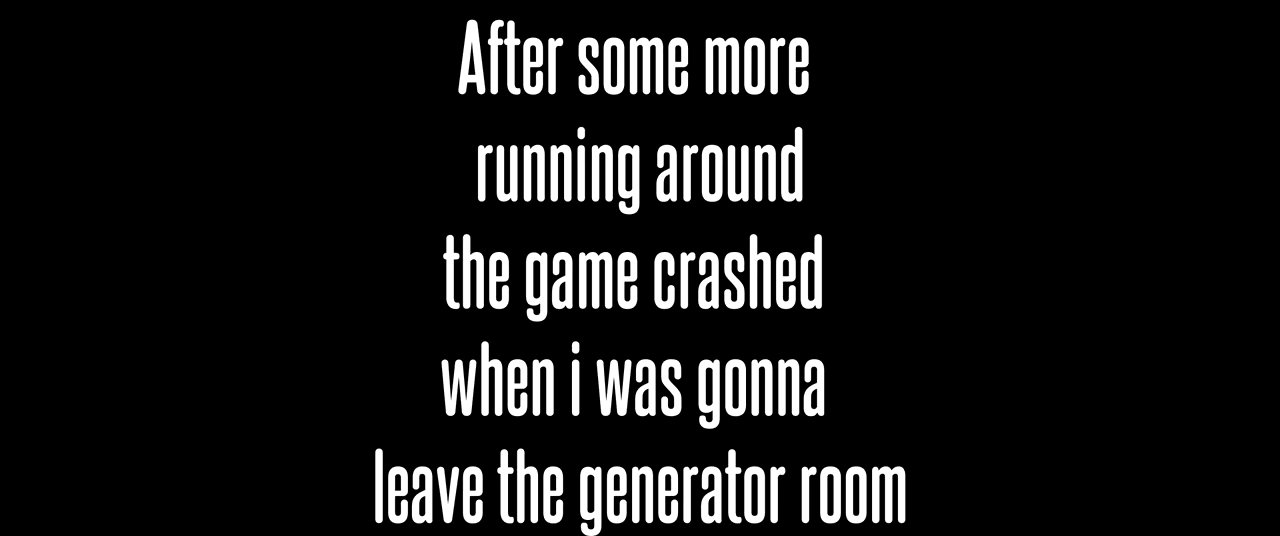 After some more
running around
the game crashed
when i was gonna
leave the generator room